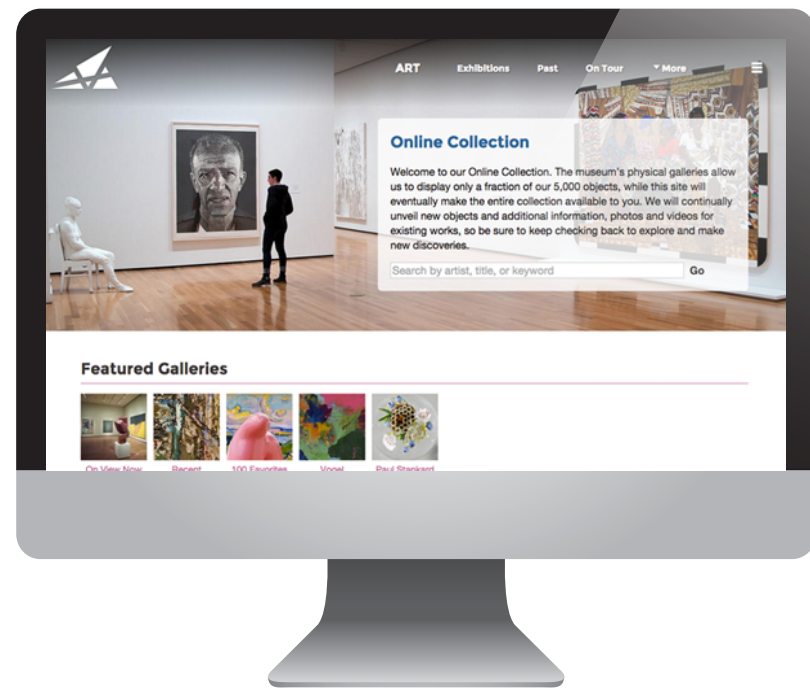 ART Exhibitions Past On Tour More
Online Collection
Welcome to our Online Collection. The museum's physical galleries allow
us to display only a fraction of our 5,000 objects, while this site will
eventually make the entire collection available to you. We will continually
unveil new objects and additional information, photos and videos for
existing works, so be sure to keep checking back to explore and make
new discoveries.
Search by artist, title, or keyword Go
Featured Galleries
On View Now Recent 100 Favorites Vogel Paul Stankard